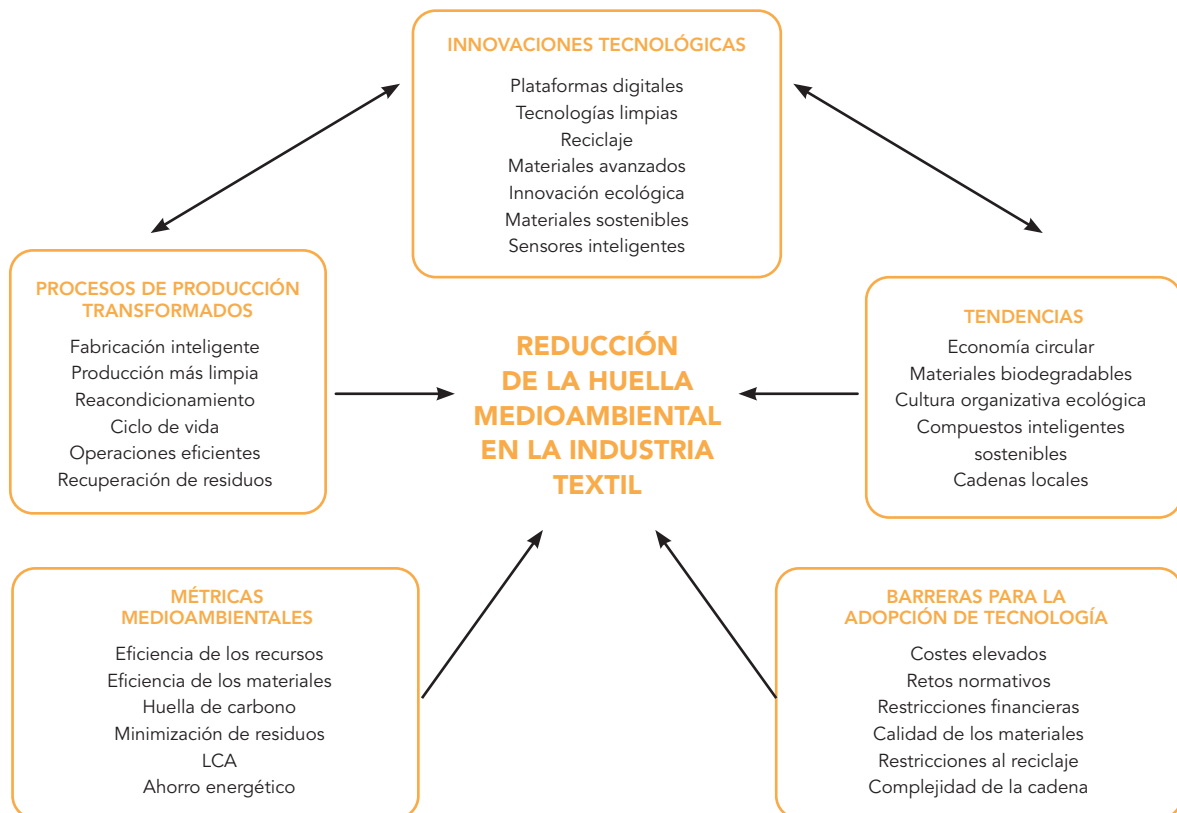 INNOVACIONES TECNOLÓGICAS
Plataformas digitales
Tecnologías limpias
Reciclaje
Materiales avanzados
Innovación ecológica
Materiales sostenibles
Sensores inteligentes
PROCESOS DE PRODUCCIÓN
TRANSFORMADOS
Fabricación inteligente
Producción más limpia
Reacondicionamiento
Ciclo de vida
Operaciones eficientes
Recuperación de residuos
REDUCCIÓN
DE LA HUELLA
MEDIOAMBIENTAL
EN LA INDUSTRIA
TEXTIL
TENDENCIAS
Economía circular
Materiales biodegradables
Cultura organizativa ecológica
Compuestos inteligentes
sostenibles
Cadenas locales
MÉTRICAS
MEDIOAMBIENTALES
Eficiencia de los recursos
Eficiencia de los materiales
Huella de carbono
Minimización de residuos
LCA
Ahorro energético
BARRERAS PARA LA
ADOPCIÓN DE TECNOLOGÍA
Costes elevados
Retos normativos
Restricciones financieras
Calidad de los materiales
Restricciones al reciclaje
Complejidad de la cadena